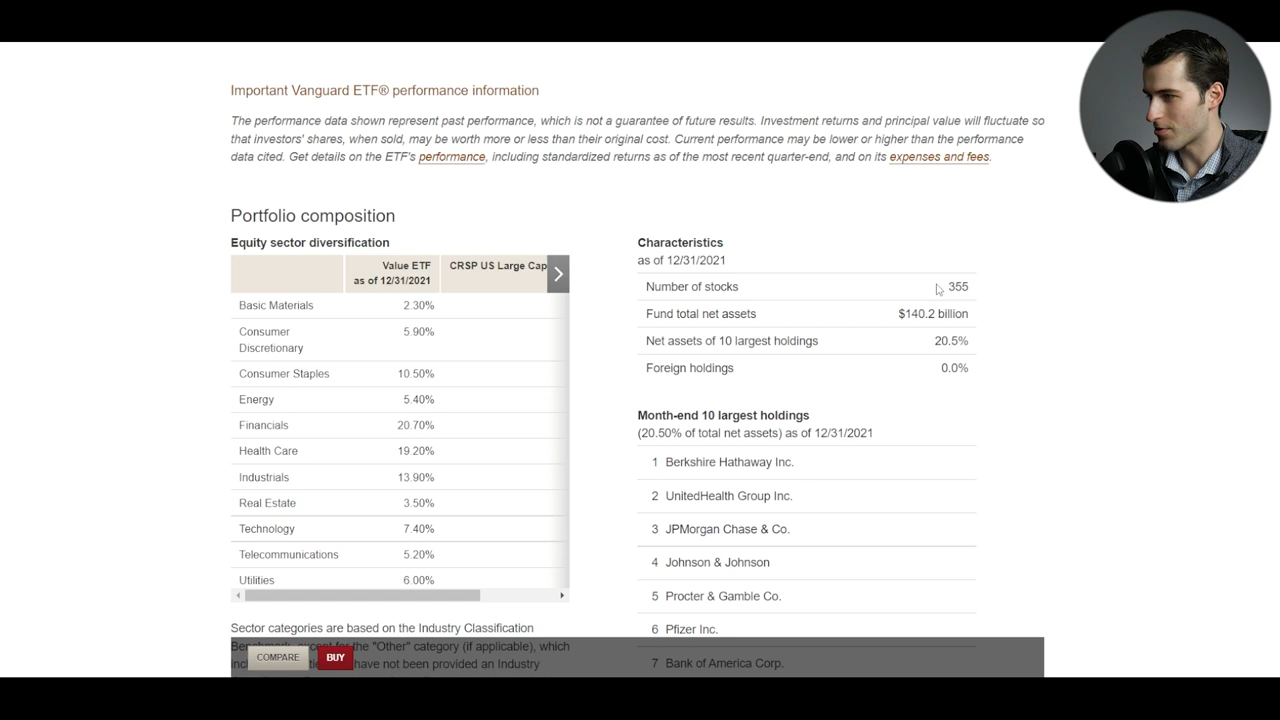 Important Vanguard ETF® performance information
The performance data shown represent past performance, which is not a guarantee of future results. Investment returns and principal value will fluctuate so
that investors' shares, when sold, may be worth more or less than their original cost. Current performance may be lower or higher than the performance
data cited. Get details on the ETF's performance, including standardized returns as of the most recent quarter-end, and on its expenses and fees.
Portfolio composition
Equity sector diversification
Value ETF
as of 12/31/2021
CRSP US Large Cap
Basic Materials 2.30%
Consumer
Discretionary 5.90%
Consumer Staples 10.50%
Energy 5.40%
Financials 20.70%
Health Care 19.20%
Industrials 13.90%
Real Estate 3.50%
Technology 7.40%
Telecommunications 5.20%
Utilities 6.00%
Sector categories are based on the Industry Classification
Benchmark, except for the "Other" category (if applicable), which
have not been provided an Industry
COMPARE BUY
Characteristics
as of 12/31/2021
Number of stocks 355
Fund total net assets $140.2 billion
Net assets of 10 largest holdings 20.5%
Foreign holdings 0.0%
Month-end 10 largest holdings
(20.50% of total net assets) as of 12/31/2021
1 Berkshire Hathaway Inc.
2 UnitedHealth Group Inc.
3 JPMorgan Chase & Co.
4 Johnson & Johnson
5 Procter & Gamble Co.
6 Pfizer Inc.
7 Bank of America Corp.